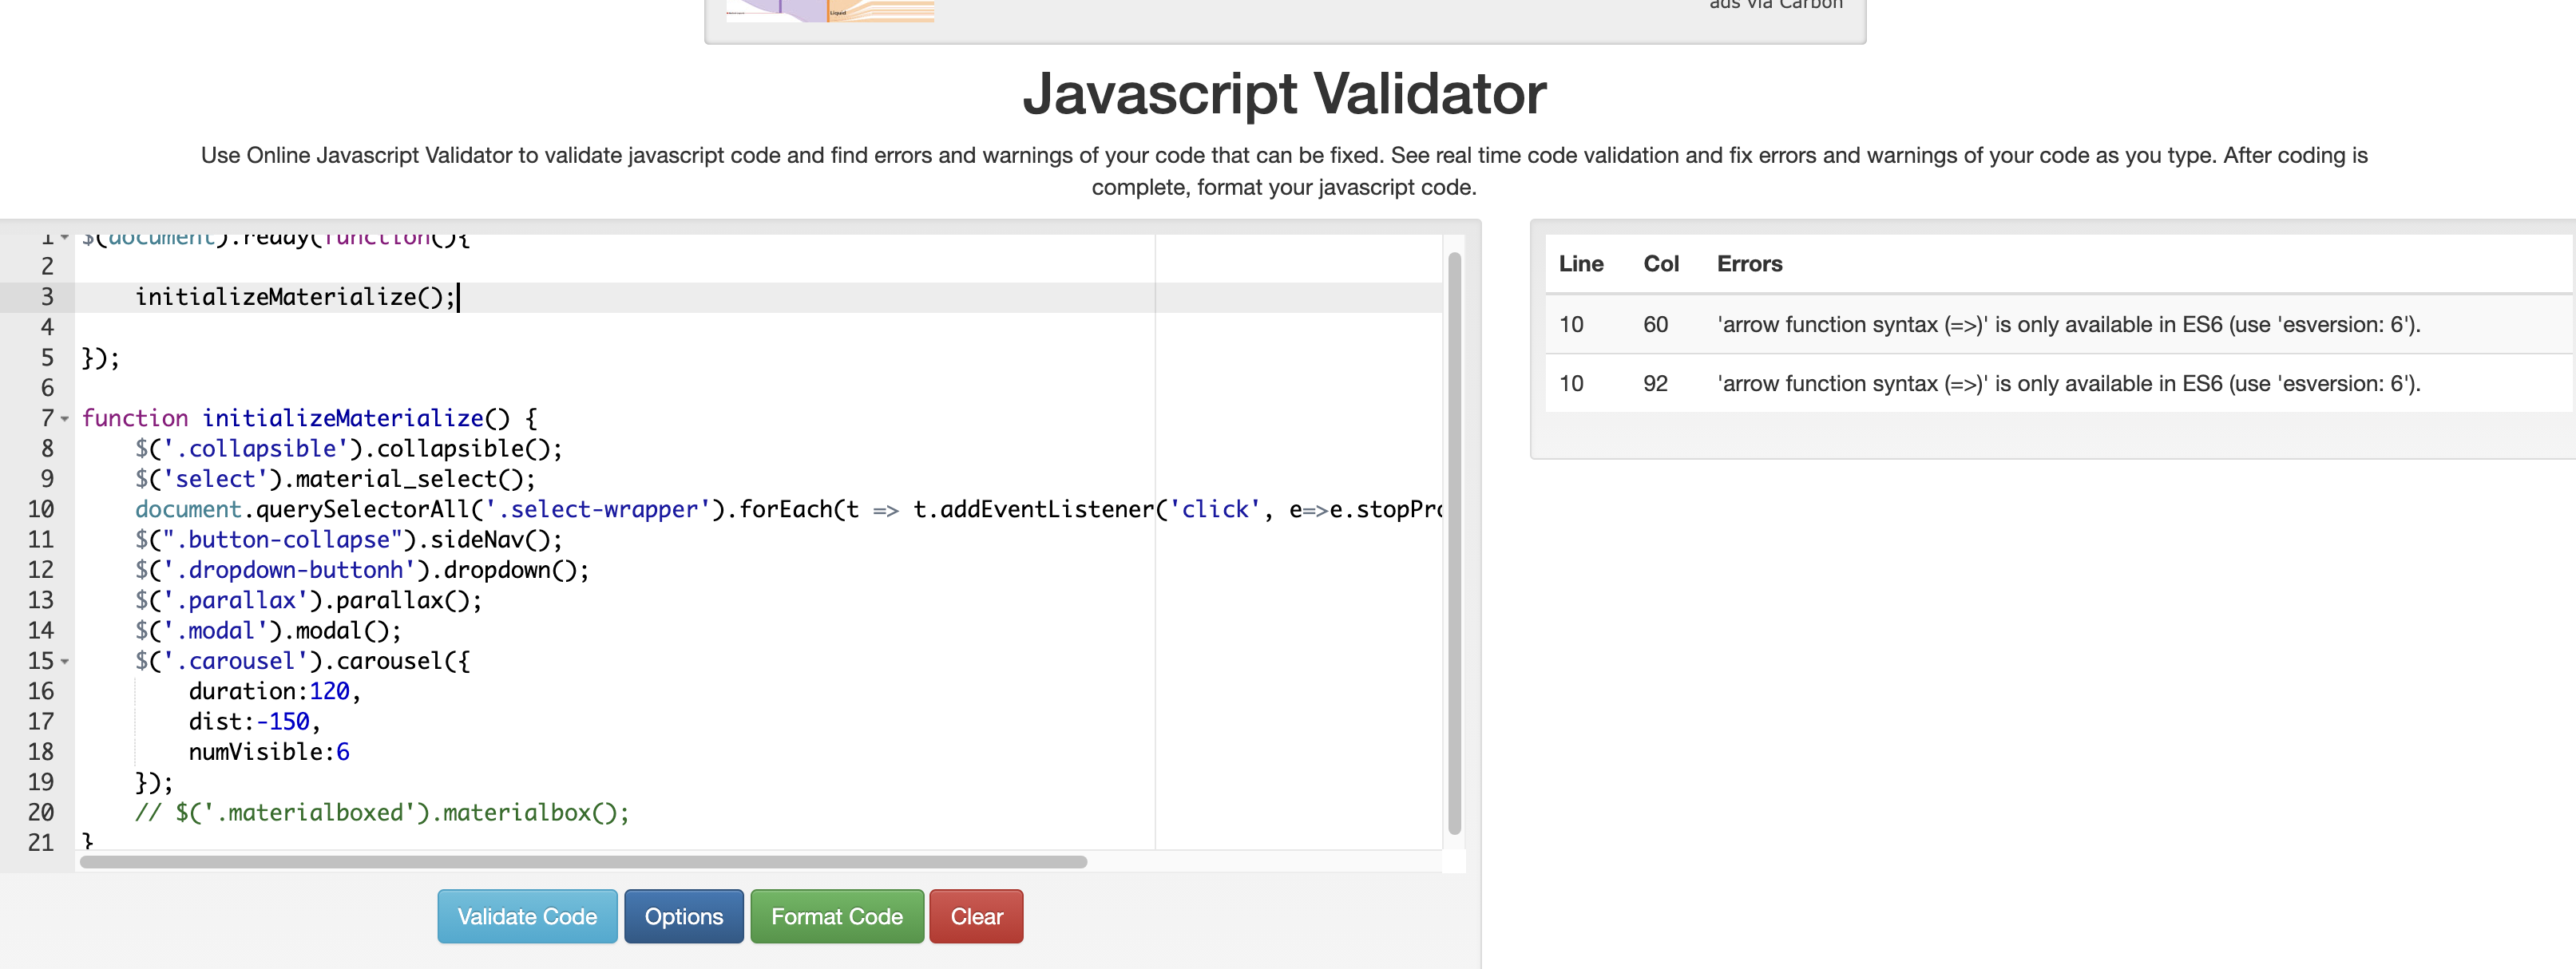 Liquid
ads via Carbon
Javascript Validator
Use Online Javascript Validator to validate javascript code and find errors and warnings of your code that can be fixed. See real time code validation and fix errors and warnings of your code as you type. After coding is
complete, format your javascript code.
1 $(document).ready(function(){
2
3 initializeMaterialize();
4
5 });
6
7 function initializeMaterialize() {
8 $('.collapsible').collapsible();
9 $('select').material_select();
10 document.querySelectorAll('.select-wrapper').forEach(t => t.addEventListener('click', e=>e.stopPro
11 $(".button-collapse").sideNav();
12 $('.dropdown-buttonh').dropdown();
13 $('.parallax').parallax();
14 $('.modal').modal();
15 $('.carousel').carousel({
16 duration:120,
17 dist:-150,
18 numVisible:6
19 });
20 // $('.materialboxed').materialbox();
21 }
Validate Code Options Format Code Clear
Line Col Errors
10 60 'arrow function syntax (=>)' is only available in ES6 (use 'esversion: 6').
10 92 'arrow function syntax (=>)' is only available in ES6 (use 'esversion: 6').